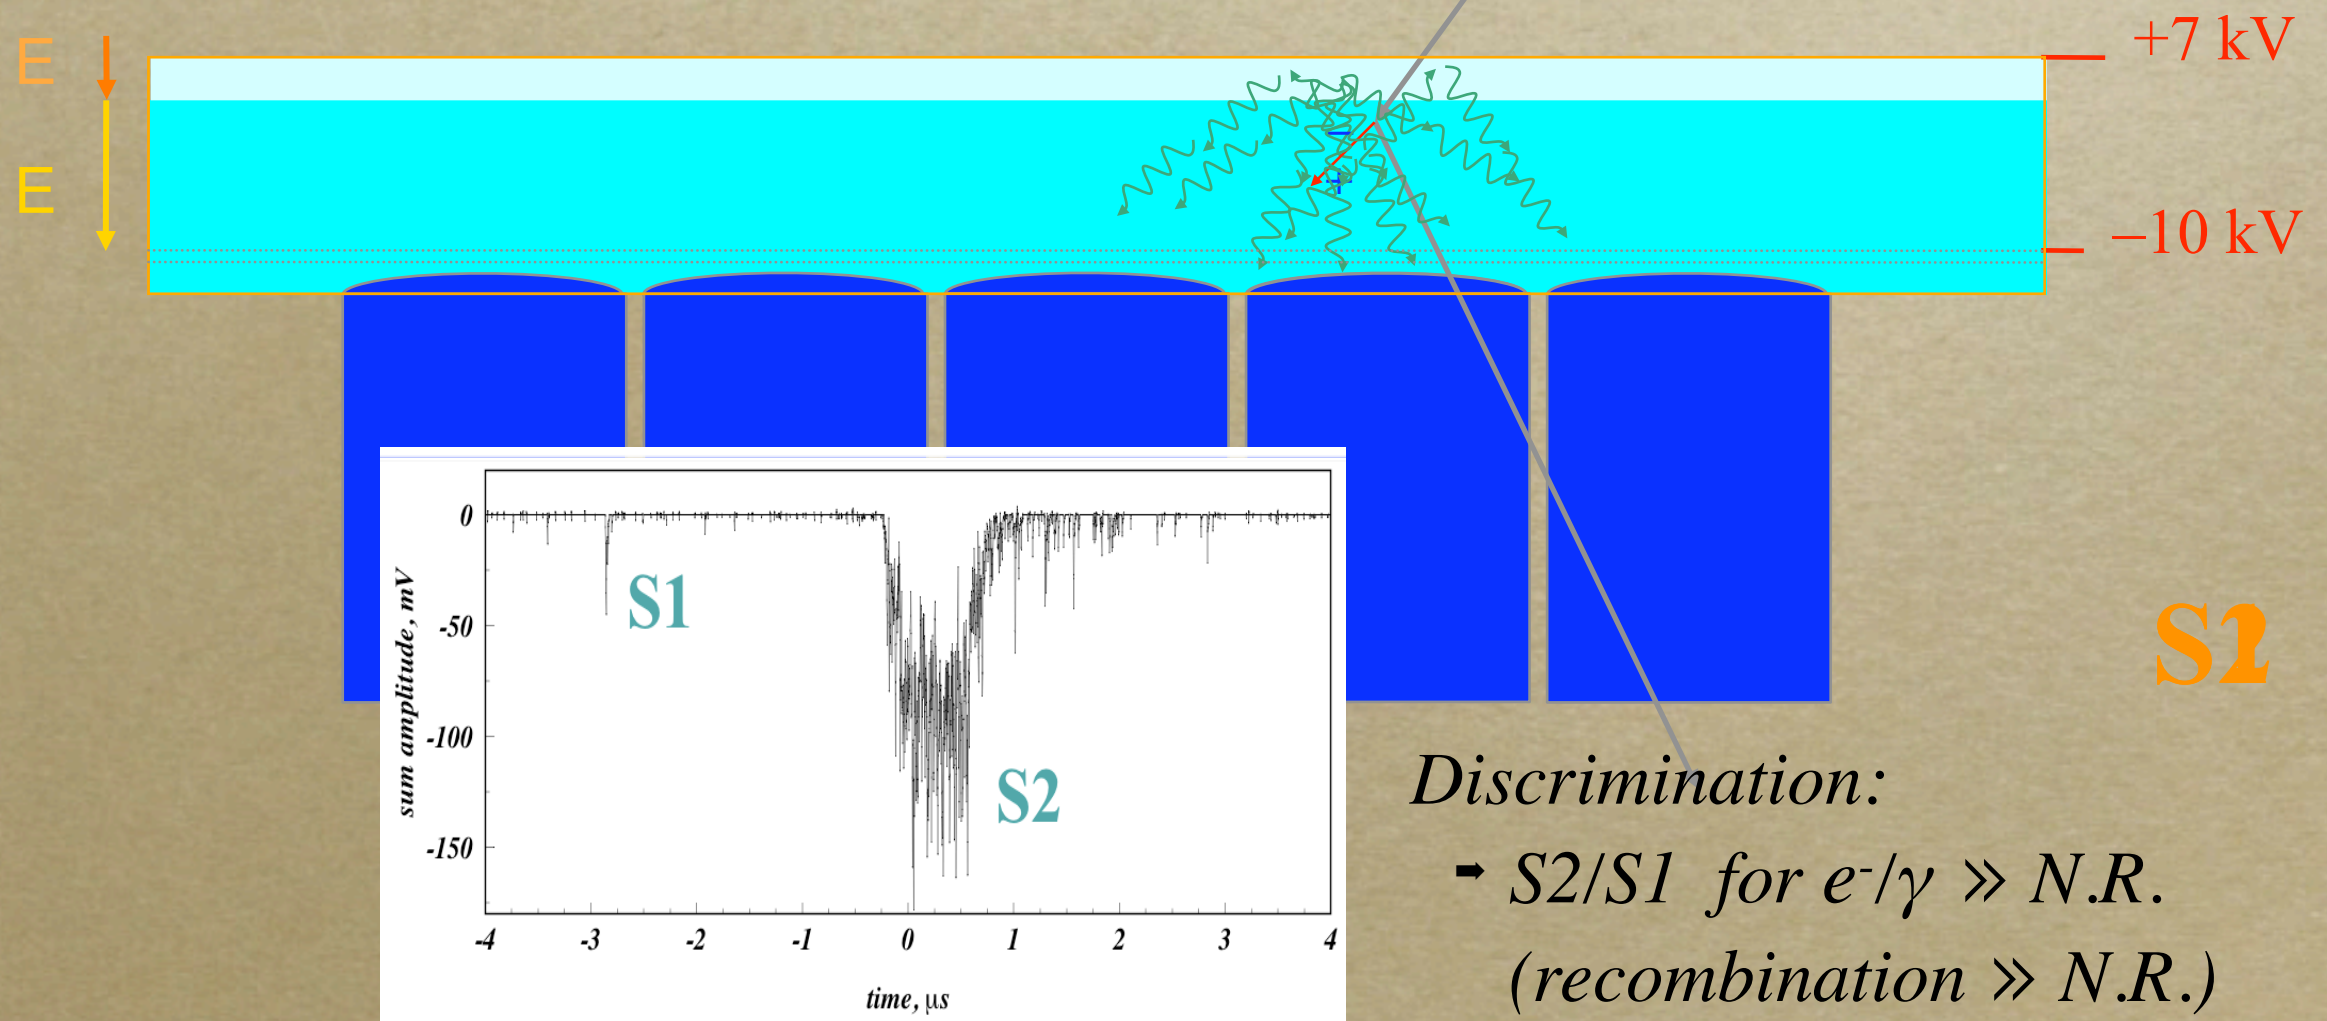 E
+7 kV
E
–10 kV
+
0
-50
-100
-150
sum amplitude, mV
S1
S2
-4 -3 -2 -1 0 1 2 3 4
time, μs
Discrimination:
➡ S2/S1 for e-/γ » N.R.
(recombination » N.R.)